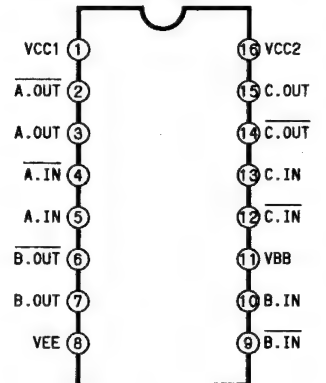 VCC1 1 16 VCC2
A.OUT 2 15 C.OUT
A.OUT 3 14 C.OUT
A.IN 4 13 C.IN
A.IN 5 12 C.IN
B.OUT 6 11 VBB
B.OUT 7 10 B.IN
VEE 8 9 B.IN